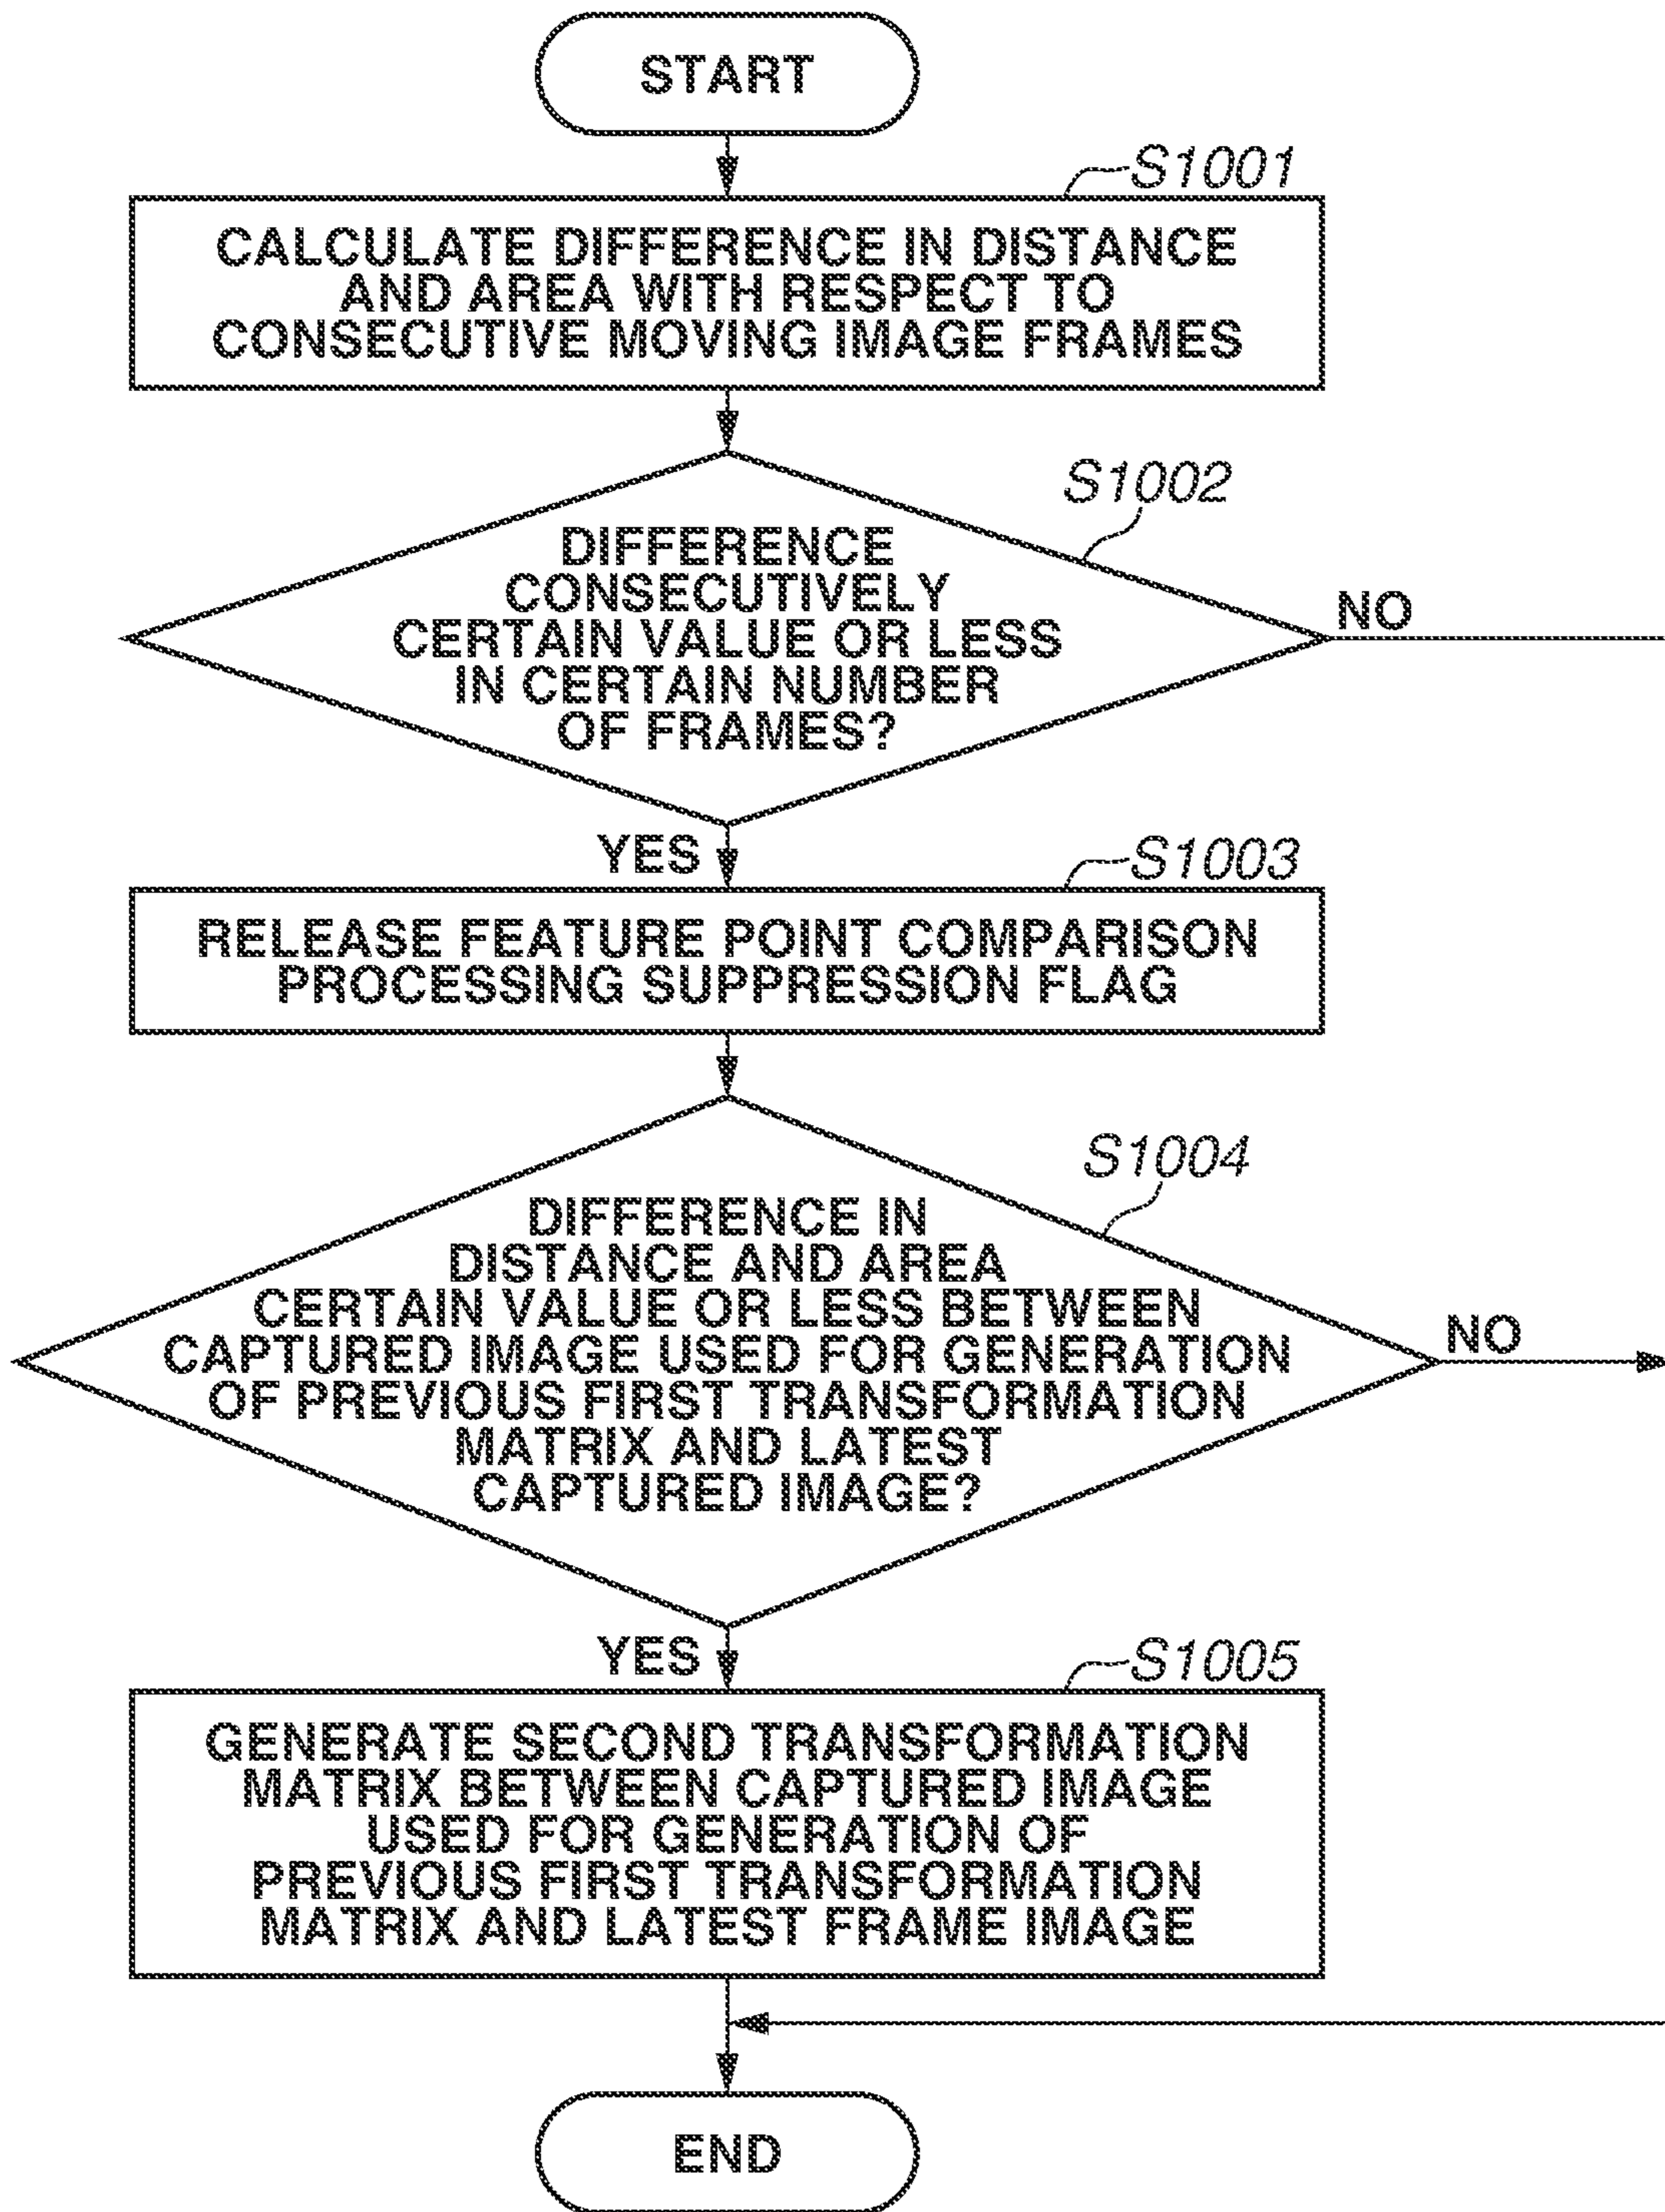 START
S1001
CALCULATE DIFFERENCE IN DISTANCE
AND AREA WITH RESPECT TO
CONSECUTIVE MOVING IMAGE FRAMES
S1002
DIFFERENCE
CONSECUTIVELY
CERTAIN VALUE OR LESS
IN CERTAIN NUMBER
OF FRAMES?
NO
YES
S1003
RELEASE FEATURE POINT COMPARISON
PROCESSING SUPPRESSION FLAG
S1004
DIFFERENCE IN
DISTANCE AND AREA
CERTAIN VALUE OR LESS BETWEEN
CAPTURED IMAGE USED FOR GENERATION
OF PREVIOUS FIRST TRANSFORMATION
MATRIX AND LATEST
CAPTURED IMAGE?
NO
YES
S1005
GENERATE SECOND TRANSFORMATION
MATRIX BETWEEN CAPTURED IMAGE
USED FOR GENERATION OF
PREVIOUS FIRST TRANSFORMATION
MATRIX AND LATEST FRAME IMAGE
END